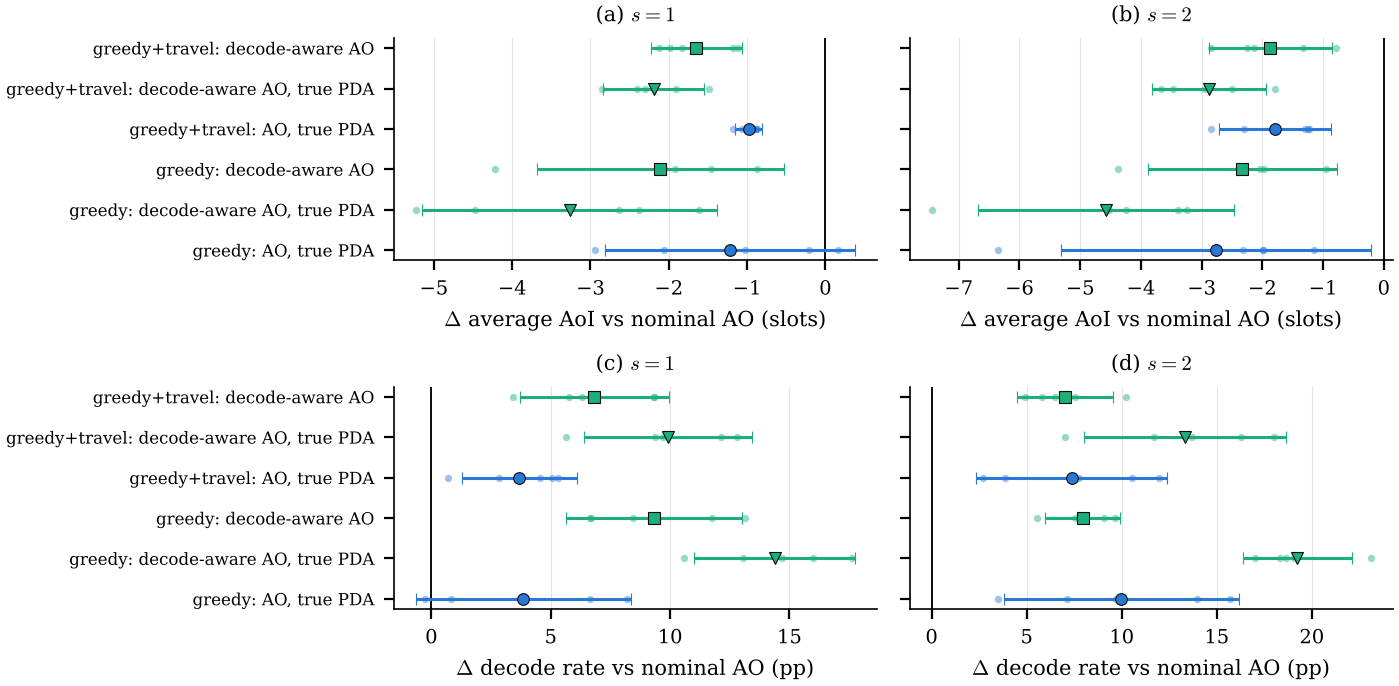 (a) s = 1
(b) s = 2
greedy+travel: decode-aware AO
greedy+travel: decode-aware AO, true PDA
greedy+travel: AO, true PDA
greedy: decode-aware AO
greedy: decode-aware AO, true PDA
greedy: AO, true PDA
−5 −4 −3 −2 −1 0
−7 −6 −5 −4 −3 −2 −1 0
Δ average AoI vs nominal AO (slots)
Δ average AoI vs nominal AO (slots)
(c) s = 1
(d) s = 2
greedy+travel: decode-aware AO
greedy+travel: decode-aware AO, true PDA
greedy+travel: AO, true PDA
greedy: decode-aware AO
greedy: decode-aware AO, true PDA
greedy: AO, true PDA
0 5 10 15
0 5 10 15 20
Δ decode rate vs nominal AO (pp)
Δ decode rate vs nominal AO (pp)